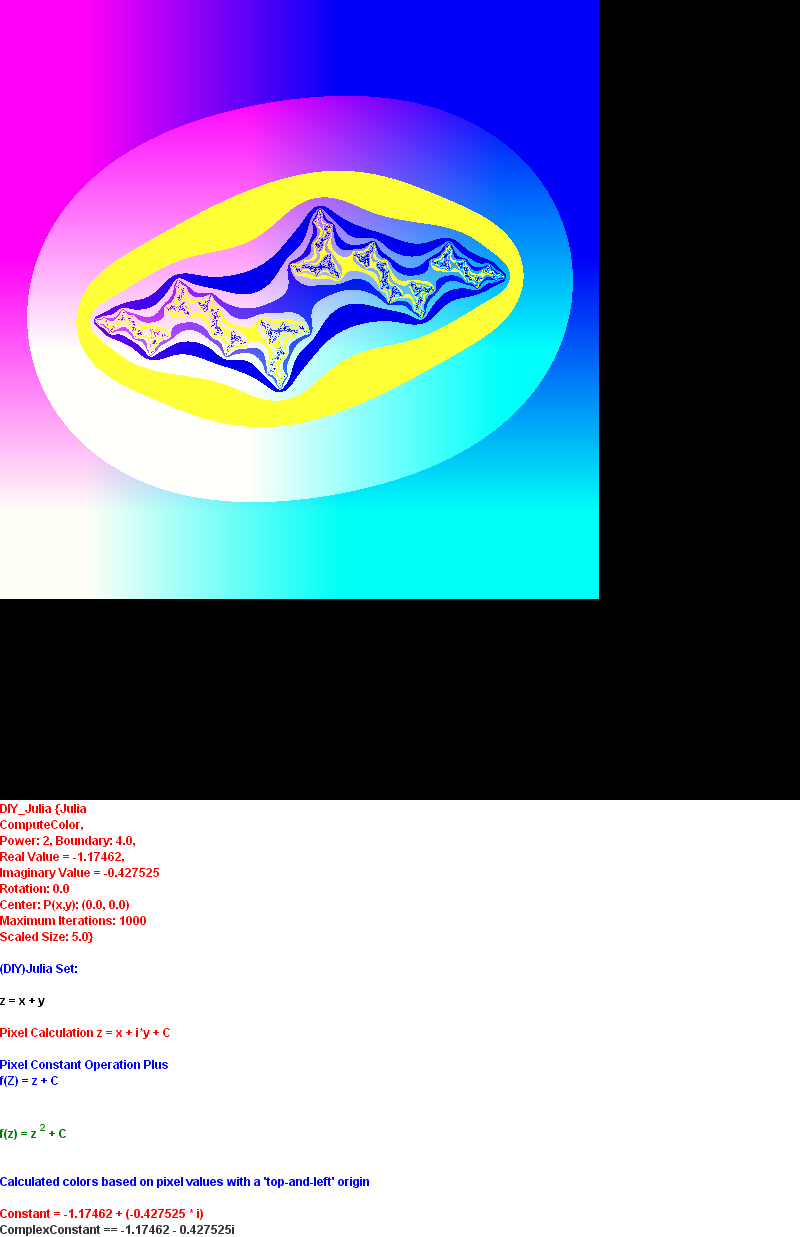 DIY_Julia {Julia
ComputeColor,
Power: 2, Boundary: 4.0,
Real Value = -1.17462,
Imaginary Value = -0.427525
Rotation: 0.0
Center: P(x,y): (0.0, 0.0)
Maximum Iterations: 1000
Scaled Size: 5.0}
(DIY)Julia Set:
z = x + y
Pixel Calculation z = x + i*y + C
Pixel Constant Operation Plus
f(Z) = z + C
f(z) = z 2 + C
Calculated colors based on pixel values with a 'top-and-left' origin
Constant = -1.17462 + (-0.427525 * i)
ComplexConstant == -1.17462 - 0.427525i